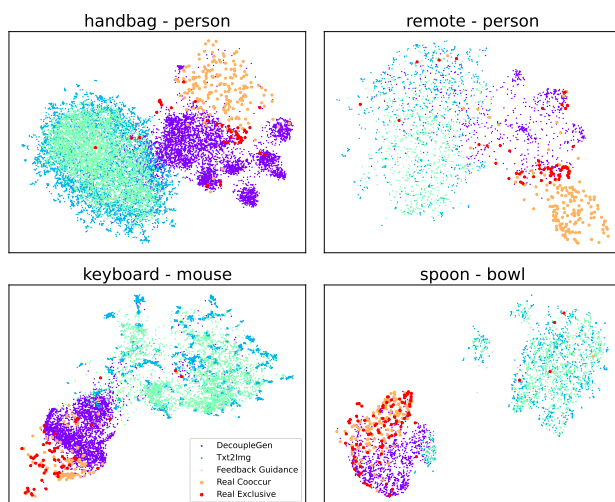 handbag - person
remote - person
keyboard - mouse
spoon - bowl
DecoupleGen
Txt2Img
Feedback Guidance
Real Cooccur
Real Exclusive